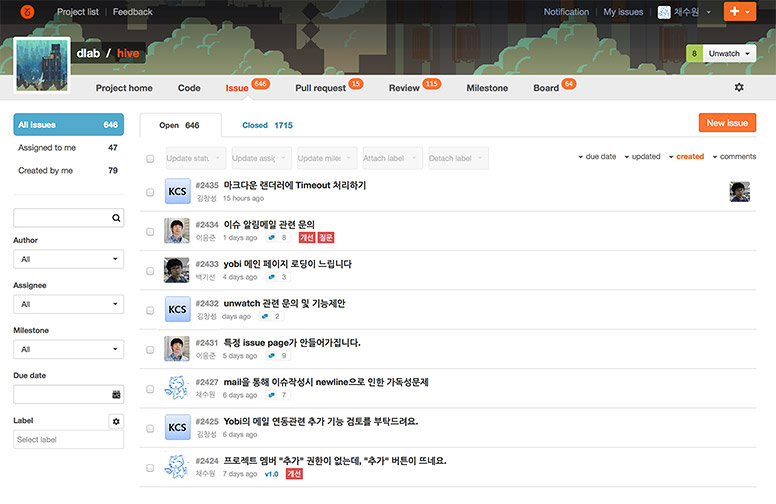 Project list | Feedback
Notification | My issues | 채수원
dlab / hive
8 Unwatch
Project home Code Issue 646 Pull request 15 Review 115 Milestone Board 64
All issues 646
Assigned to me 47
Created by me 79
Author
All
Assignee
All
Milestone
All
Due date
Label
Select label
Open 646 Closed 1715
New issue
Update stat. Update assig Update miles Attach label Detach label
due date updated created comments
KCS
#2435 마크다운 랜더러에 Timeout 처리하기
김창성 15 hours ago
#2434 이슈 알림메일 관련 문의
이응준 1 days ago 8 개선 질문
#2433 yobi 메인 페이지 로딩이 느립니다
백기선 4 days ago 3
KCS
#2432 unwatch 관련 문의 및 기능제안
김창성 days ago 2
#2431 특정 issue page가 안들어가집니다.
이응준 5 days ago 9
#2427 mail을 통해 이슈작성시 newline으로 인한 가독성문제
채수원 6 days ago 7
KCS
#2425 Yobi의 메일 연동관련 추가 기능 검토를 부탁드려요.
김창성 6 days ago
#2424 프로젝트 멤버 "추가" 권한이 없는데, "추가" 버튼이 뜨네요.
채수원 7 days ago v1.0 개선